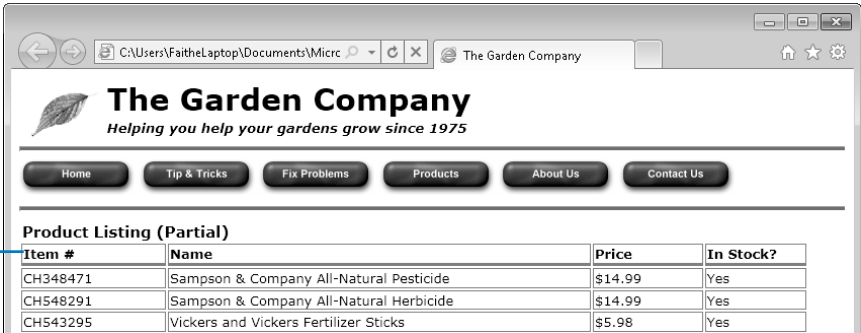 C:\Users\FaitheLaptop\Documents\Micrc
The Garden Company
The Garden Company
Helping you help your gardens grow since 1975
Home Tip & Tricks Fix Problems Products About Us Contact Us
Product Listing (Partial)
Item # Name Price In Stock?
CH348471 Sampson & Company All-Natural Pesticide $14.99 Yes
CH548291 Sampson & Company All-Natural Herbicide $14.99 Yes
CH543295 Vickers and Vickers Fertilizer Sticks $5.98 Yes